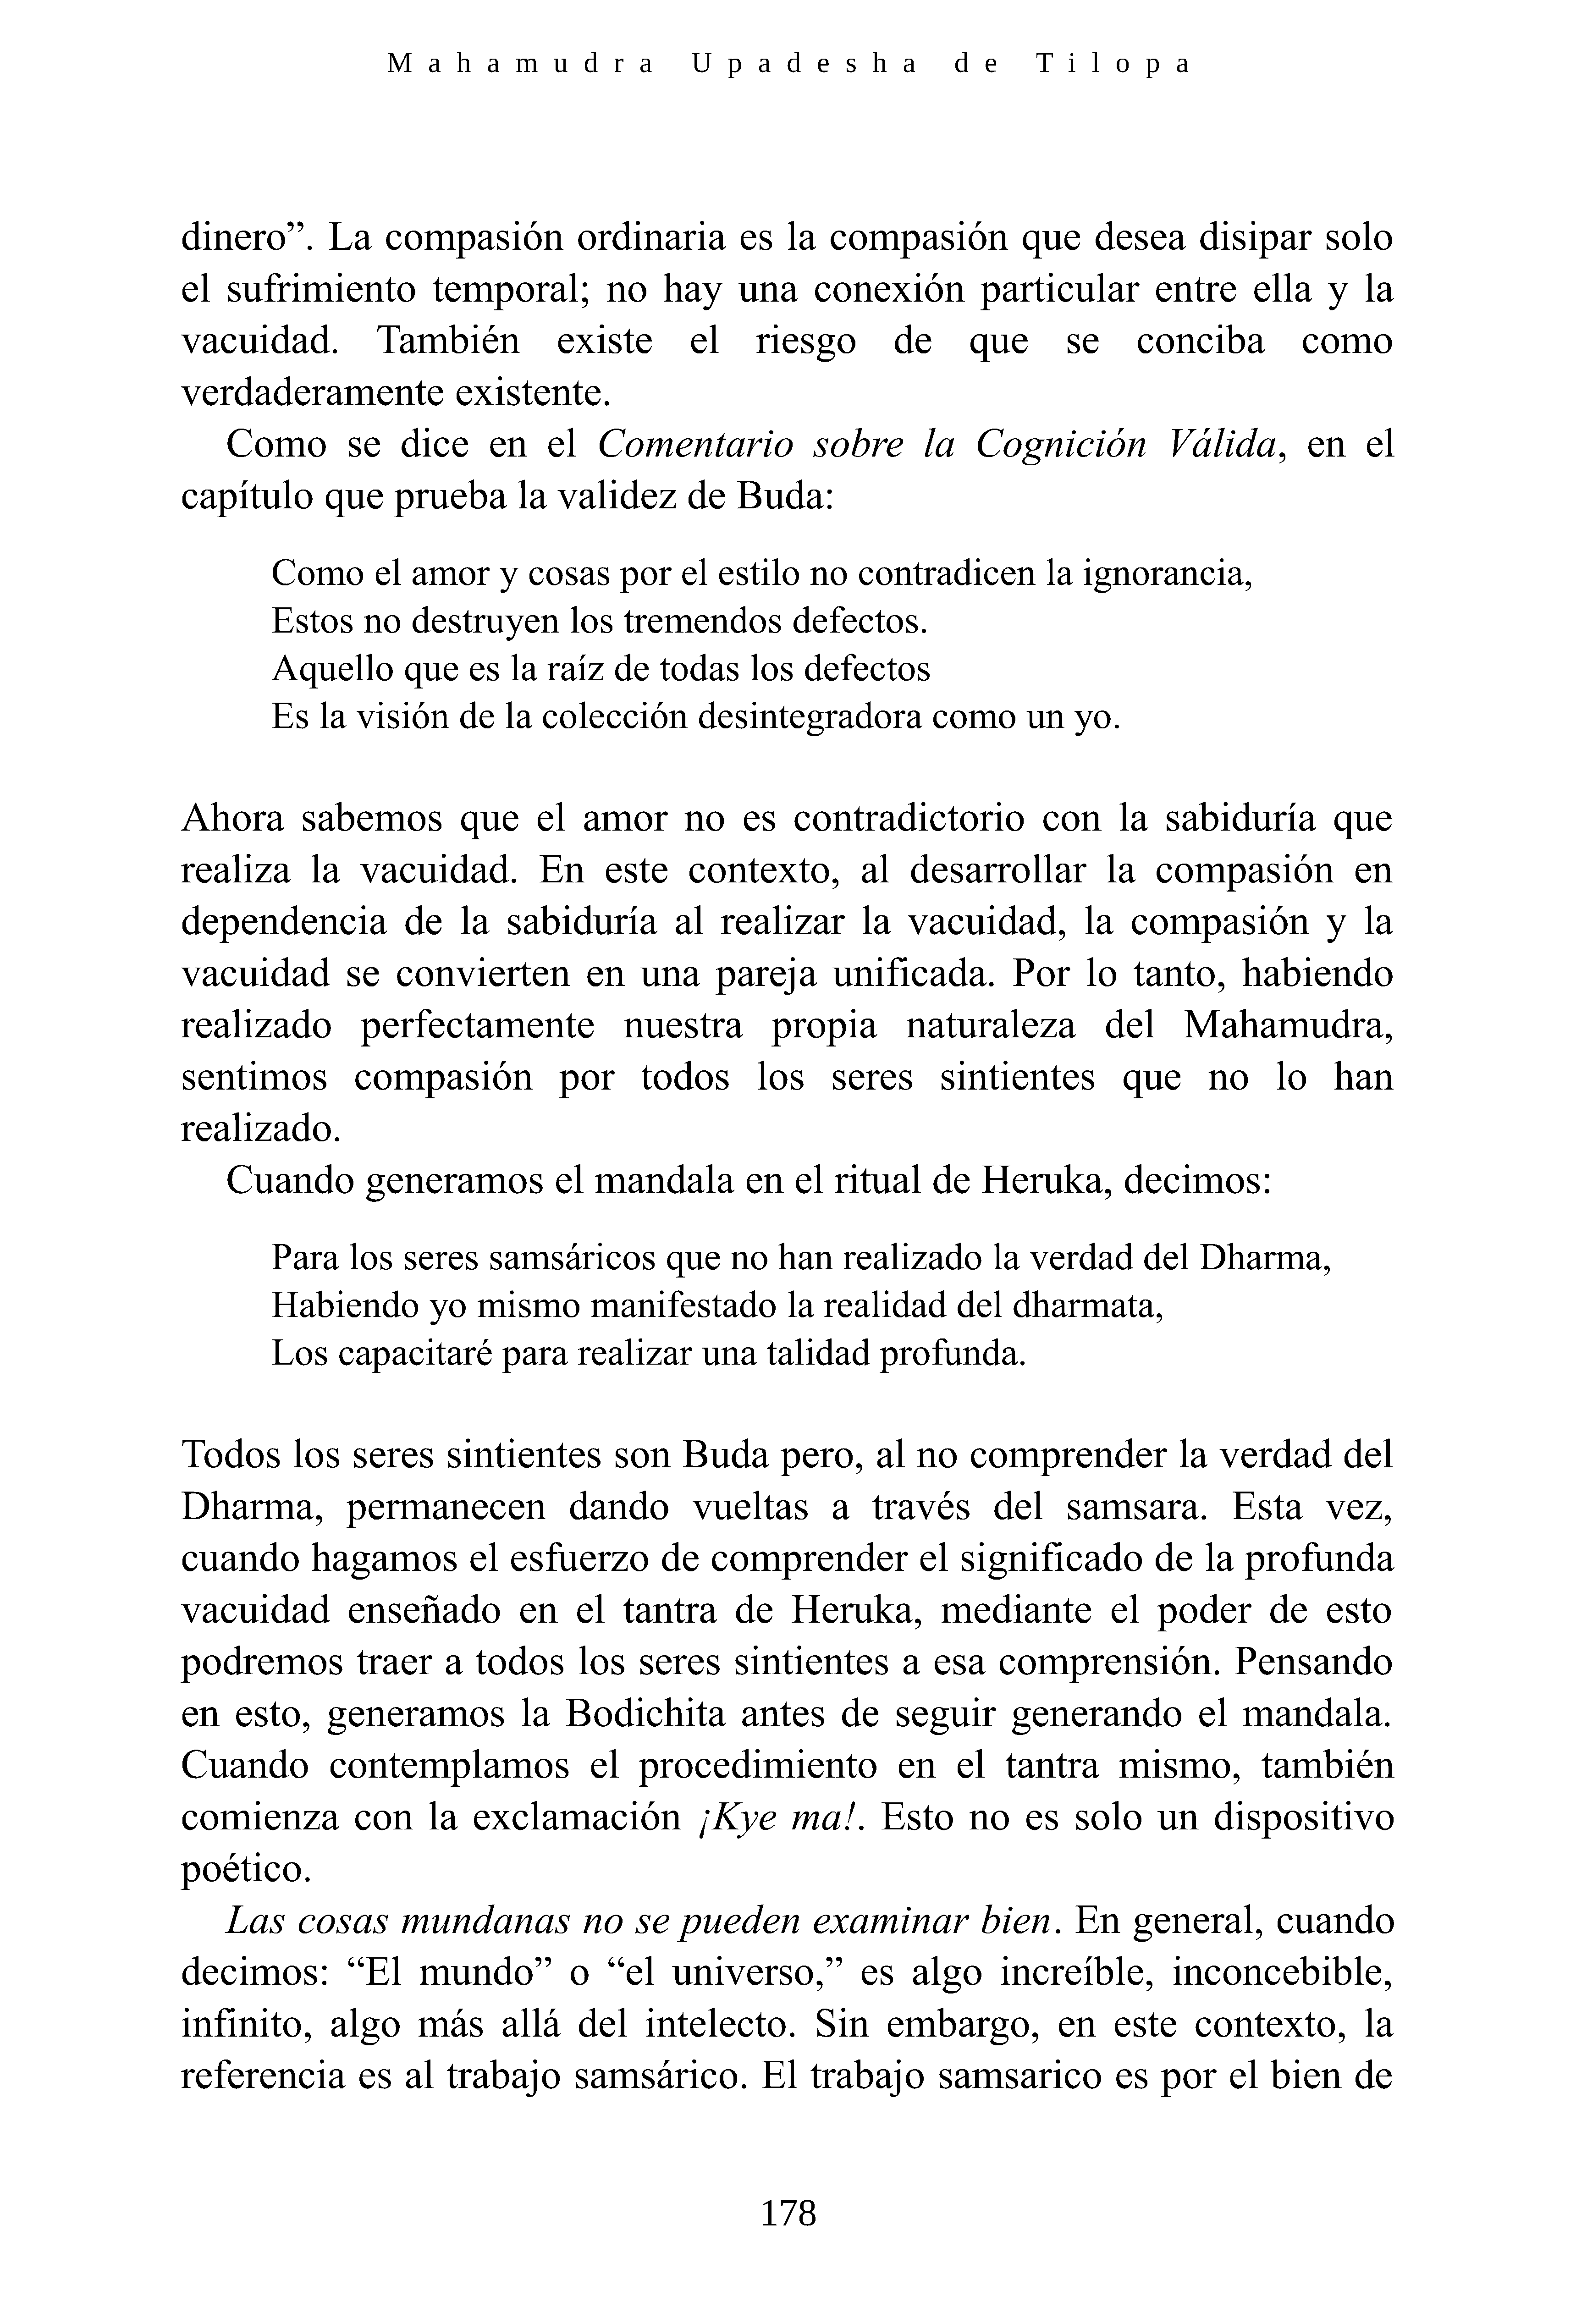 Mahamudra Upadesha de Tilopa
dinero”. La compasión ordinaria es la compasión que desea disipar solo
el sufrimiento temporal; no hay una conexión particular entre ella y la
vacuidad. También existe el riesgo de que se conciba como
verdaderamente existente.
Como se dice en el Comentario sobre la Cognición Válida, en el
capítulo que prueba la validez de Buda:
Como el amor y cosas por el estilo no contradicen la ignorancia,
Estos no destruyen los tremendos defectos.
Aquello que es la raíz de todas los defectos
Es la visión de la colección desintegradora como un yo.
Ahora sabemos que el amor no es contradictorio con la sabiduría que
realiza la vacuidad. En este contexto, al desarrollar la compasión en
dependencia de la sabiduría al realizar la vacuidad, la compasión y la
vacuidad se convierten en una pareja unificada. Por lo tanto, habiendo
realizado perfectamente nuestra propia naturaleza del Mahamudra,
sentimos compasión por todos los seres sintientes que no lo han
realizado.
Cuando generamos el mandala en el ritual de Heruka, decimos:
Para los seres samsáricos que no han realizado la verdad del Dharma,
Habiendo yo mismo manifestado la realidad del dharmata,
Los capacitaré para realizar una talidad profunda.
Todos los seres sintientes son Buda pero, al no comprender la verdad del
Dharma, permanecen dando vueltas a través del samsara. Esta vez,
cuando hagamos el esfuerzo de comprender el significado de la profunda
vacuidad enseñado en el tantra de Heruka, mediante el poder de esto
podremos traer a todos los seres sintientes a esa comprensión. Pensando
en esto, generamos la Bodichita antes de seguir generando el mandala.
Cuando contemplamos el procedimiento en el tantra mismo, también
comienza con la exclamación ¡Kye ma!. Esto no es solo un dispositivo
poético.
Las cosas mundanas no se pueden examinar bien. En general, cuando
decimos: “El mundo” o “el universo,” es algo increíble, inconcebible,
infinito, algo más allá del intelecto. Sin embargo, en este contexto, la
referencia es al trabajo samsárico. El trabajo samsarico es por el bien de
178